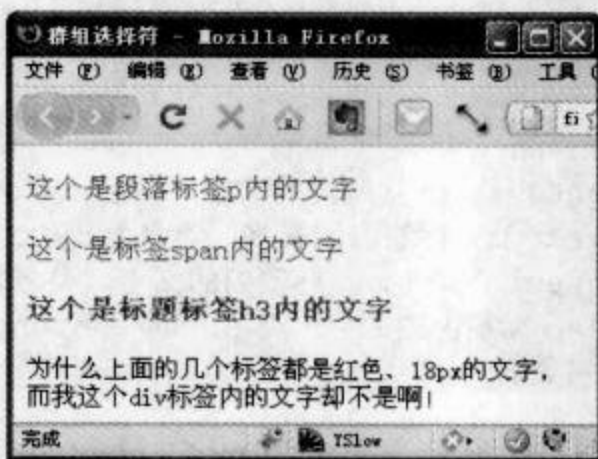 群组选择符 - Mozilla Firefox
文件 (F) 编辑 (E) 查看 (V) 历史 (S) 书签 (B) 工具 (
fi
这个是段落标签p内的文字
这个是标签span内的文字
这个是标题标签h3内的文字
为什么上面的几个标签都是红色、18px的文字，
而我这个div标签内的文字却不是啊！
完成 YSlow